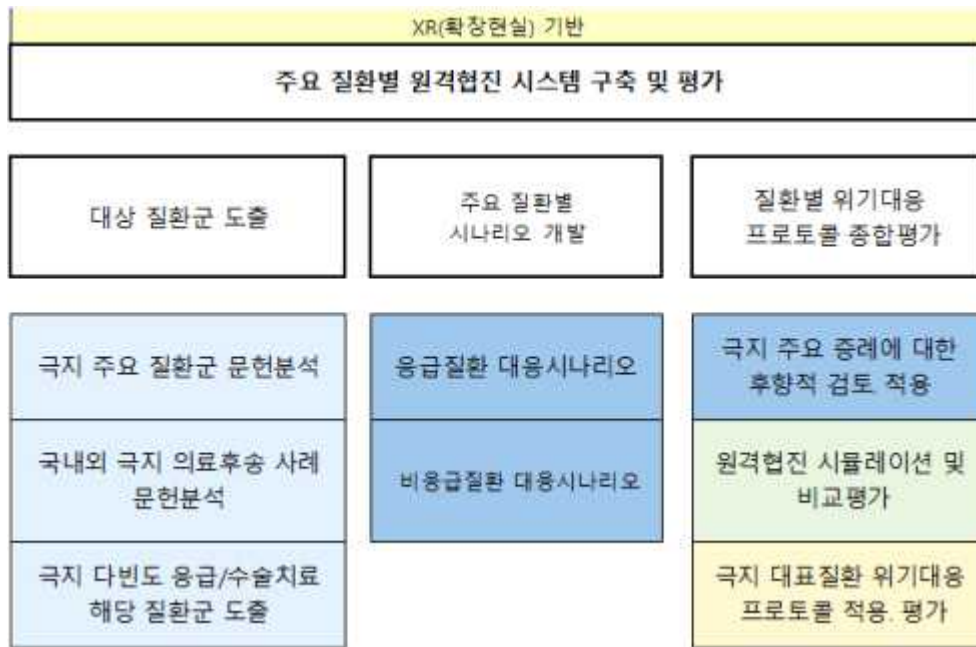 XR(확장현실) 기반
주요 질환별 원격협진 시스템 구축 및 평가
대상 질환군 도출
주요 질환별
시나리오 개발
질환별 위기대응
프로토콜 종합평가
극지 주요 질환군 문헌분석
국내외 극지 의료후송 사례
문헌분석
극지 다빈도 응급/수술치료
해당 질환군 도출
응급질환 대응시나리오
비응급질환 대응시나리오
극지 주요 증례에 대한
후향적 검토 적용
원격협진 시뮬레이션 및
비교평가
극지 대표질환 위기대응
프로토콜 적용. 평가